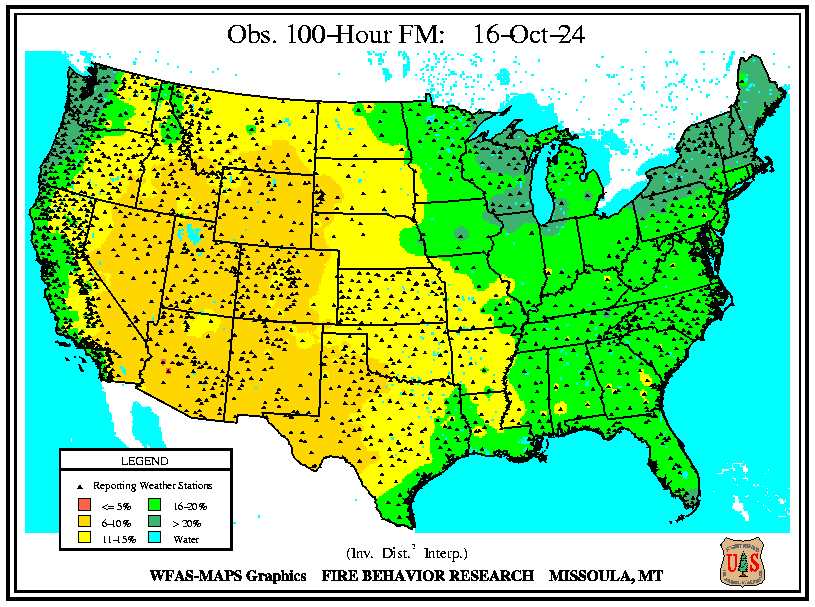 Obs. 100-Hour FM: 16-Oct-24
LEGEND
Reporting Weather Stations
<= 5% 16-20%
6-10% > 20%
11-15% Water
(Inv. Dist.² Interp.)
WFAS-MAPS Graphics FIRE BEHAVIOR RESEARCH MISSOULA, MT
U S